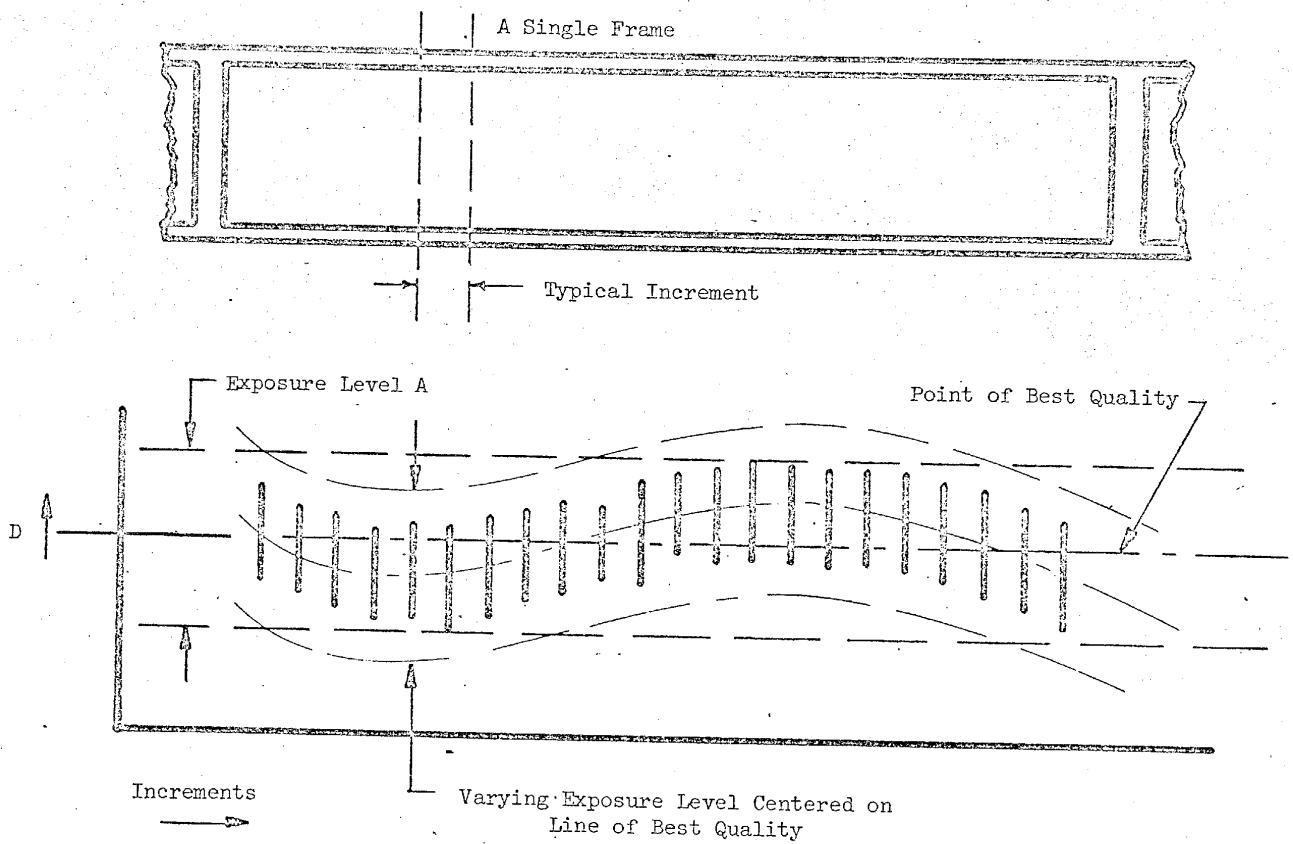 A Single Frame
Typical Increment
Exposure Level A
Point of Best Quality
D
Increments
Varying Exposure Level Centered on
Line of Best Quality